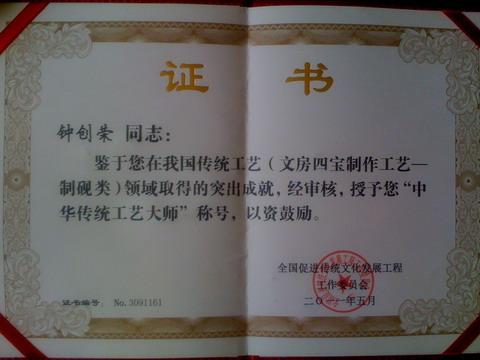 证 书
钟创荣 同志：
鉴于您在我国传统工艺（文房四宝制作工艺—
制砚类）领域取得的突出成就，经审核，授予您“中
华传统工艺大师”称号，以资鼓励。
全国促进传统文化发展工程
工作委员会
二〇一一年五月
证书编号： No.3091161